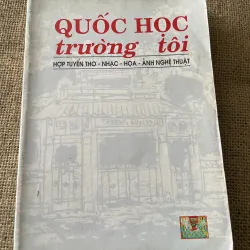 QUỐC HỌC
trường tôi
HỢP TUYỂN THƠ - NHẠC - HỌA - ẢNH NGHỆ THUẬT